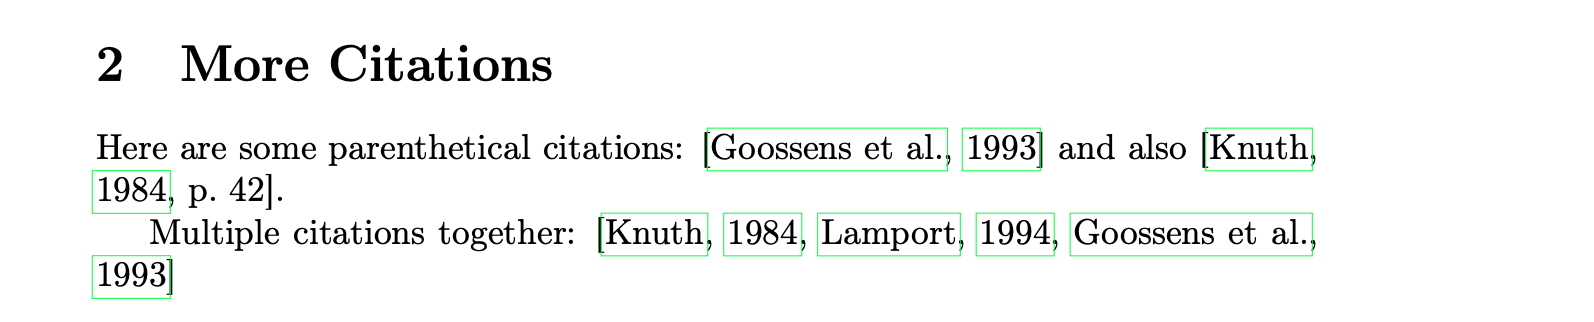 2 More Citations
Here are some parenthetical citations: [Goossens et al., 1993] and also [Knuth,
1984, p. 42].
Multiple citations together: [Knuth, 1984, Lamport, 1994, Goossens et al.,
1993]